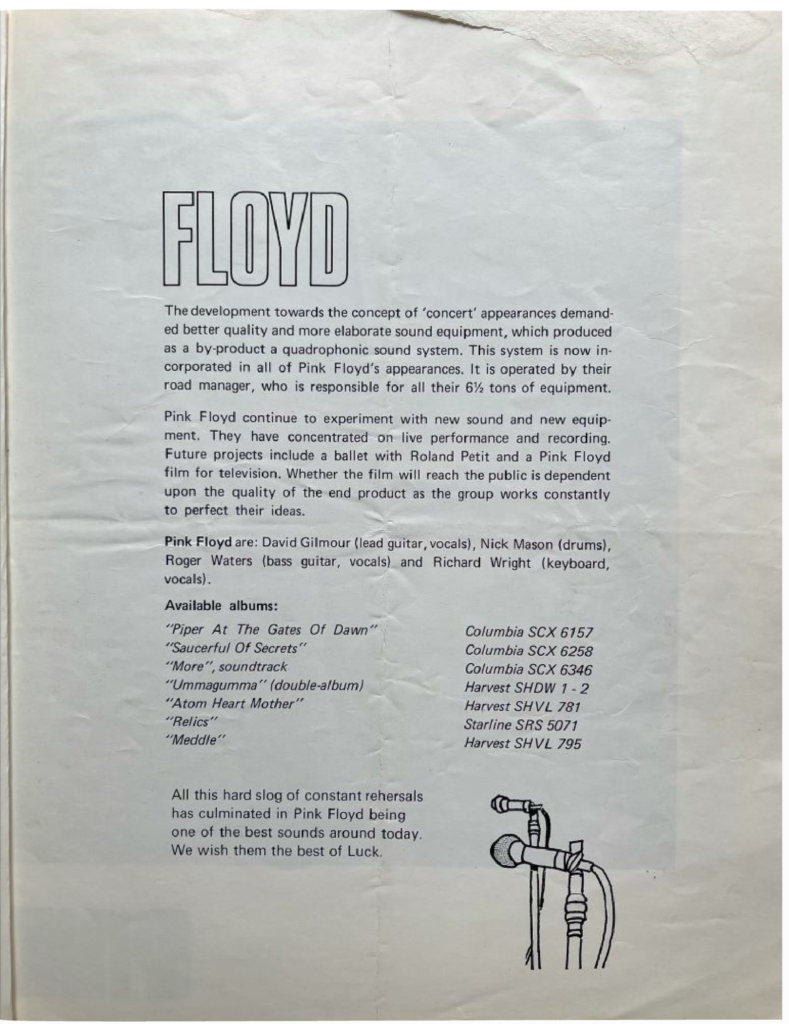 FLOYD
The development towards the concept of 'concert' appearances demand-
ed better quality and more elaborate sound equipment, which produced
as a by-product a quadrophonic sound system. This system is now in-
corporated in all of Pink Floyd's appearances. It is operated by their
road manager, who is responsible for all their 6½ tons of equipment.
Pink Floyd continue to experiment with new sound and new equip-
ment. They have concentrated on live performance and recording.
Future projects include a ballet with Roland Petit and a Pink Floyd
film for television. Whether the film will reach the public is dependent
upon the quality of the end product as the group works constantly
to perfect their ideas.
Pink Floyd are: David Gilmour (lead guitar, vocals), Nick Mason (drums),
Roger Waters (bass guitar, vocals) and Richard Wright (keyboard,
vocals).
Available albums:
"Piper At The Gates Of Dawn" Columbia SCX 6157
"Saucerful Of Secrets" Columbia SCX 6258
"More", soundtrack Columbia SCX 6346
"Ummagumma" (double-album) Harvest SHDW 1 - 2
"Atom Heart Mother" Harvest SHVL 781
"Relics" Starline SRS 5071
"Meddle" Harvest SHVL 795
All this hard slog of constant rehersals
has culminated in Pink Floyd being
one of the best sounds around today.
We wish them the best of Luck.